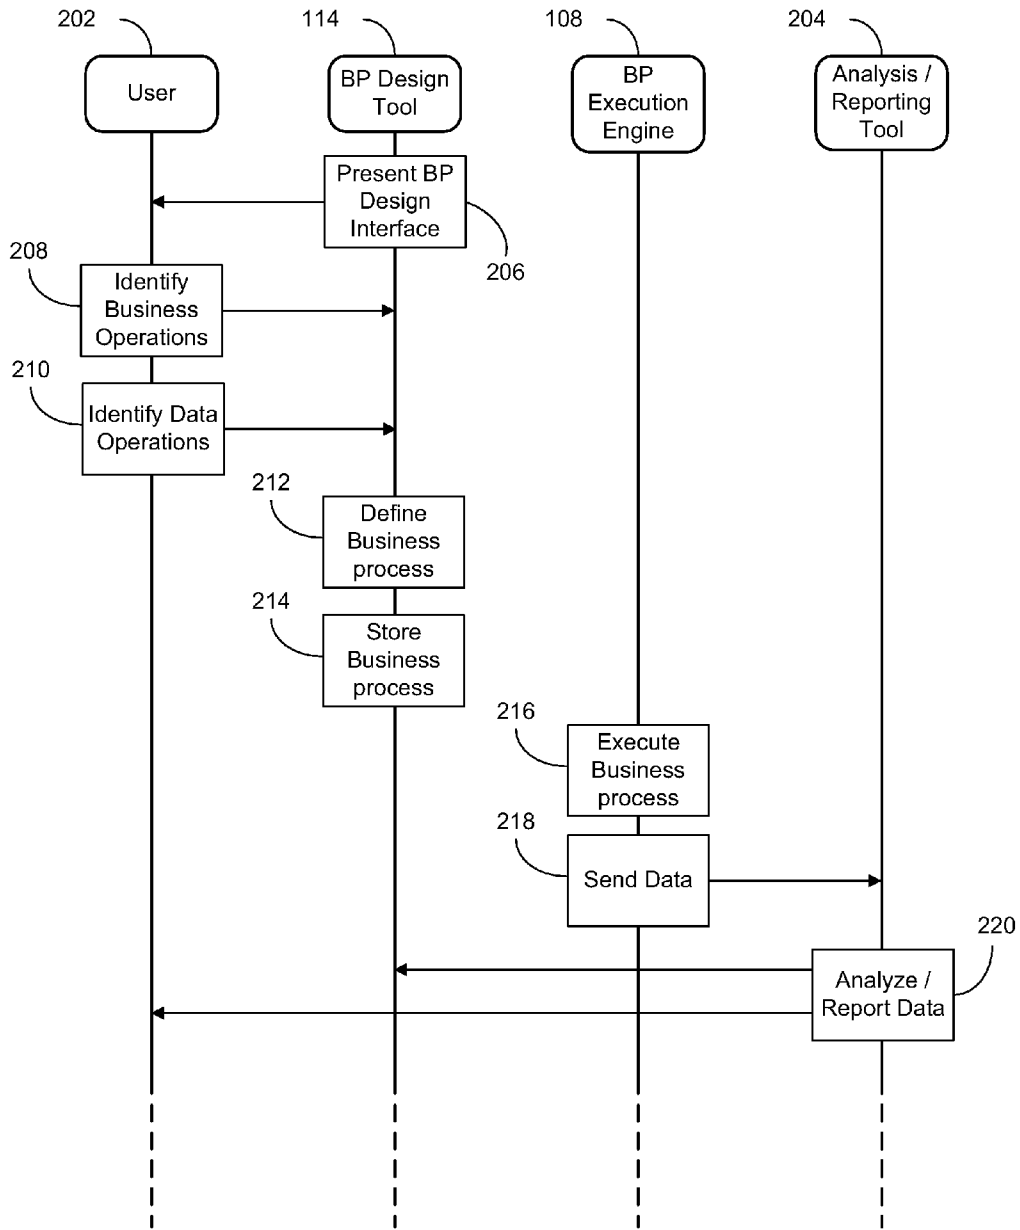 202
114
108
204
User
BP Design
Tool
BP
Execution
Engine
Analysis /
Reporting
Tool
Present BP
Design
Interface
206
208
Identify
Business
Operations
210
Identify Data
Operations
212
Define
Business
process
214
Store
Business
process
216
Execute
Business
process
218
Send Data
220
Analyze /
Report Data